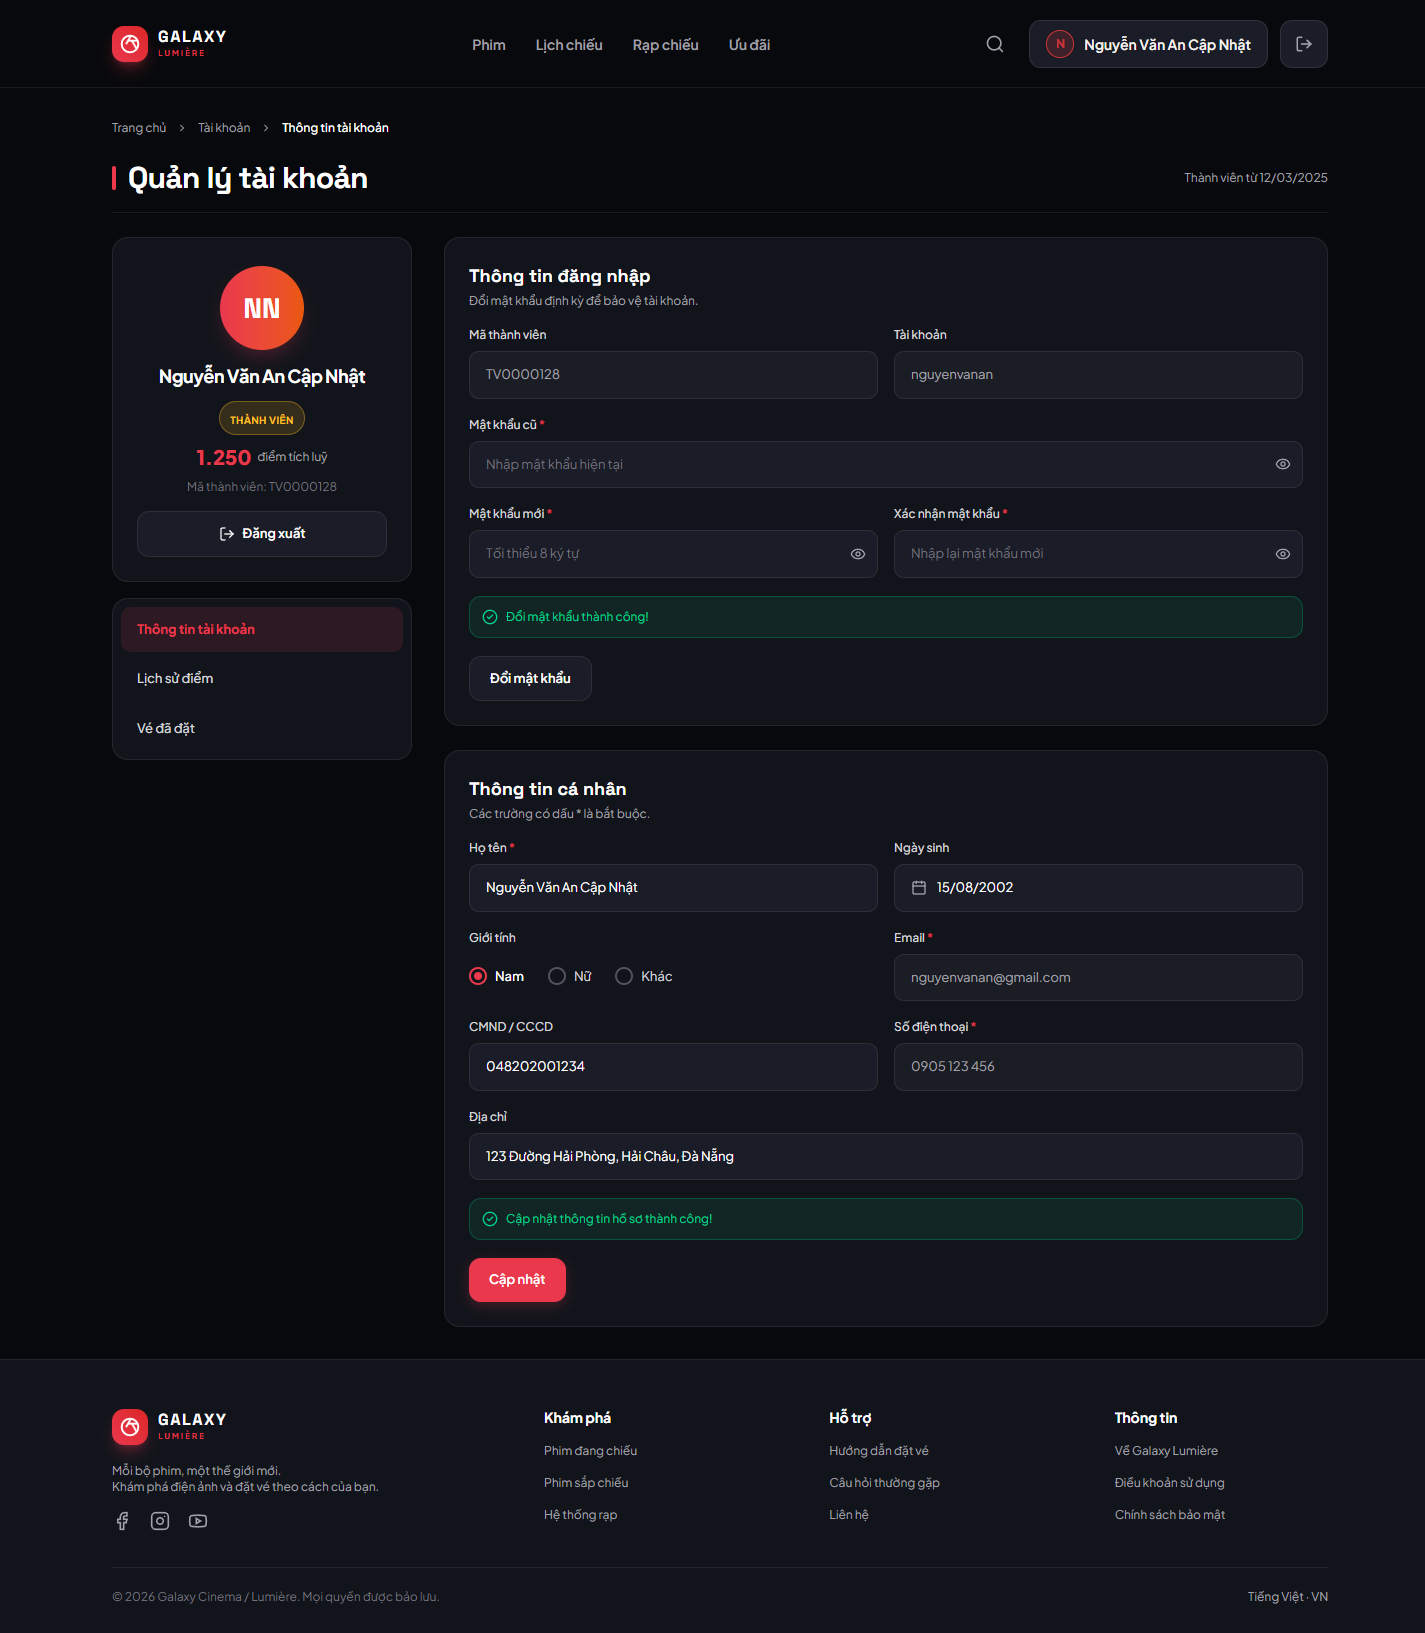 GALAXY
LUMIÈRE
Phim
Lịch chiếu
Rạp chiếu
Ưu đãi
N
Nguyễn Văn An Cập Nhật
Trang chủ
Tài khoản
Thông tin tài khoản
Quản lý tài khoản
Thành viên từ 12/03/2025
NN
Nguyễn Văn An Cập Nhật
THÀNH VIÊN
1.250 điểm tích luỹ
Mã thành viên: TV0000128
Đăng xuất
Thông tin tài khoản
Lịch sử điểm
Vé đã đặt
Thông tin đăng nhập
Đổi mật khẩu định kỳ để bảo vệ tài khoản.
Mã thành viên
Tài khoản
TV0000128
nguyenvanan
Mật khẩu cũ *
Nhập mật khẩu hiện tại
Mật khẩu mới *
Xác nhận mật khẩu *
Tối thiểu 8 ký tự
Nhập lại mật khẩu mới
Đổi mật khẩu thành công!
Đổi mật khẩu
Thông tin cá nhân
Các trường có dấu * là bắt buộc.
Họ tên *
Ngày sinh
Nguyễn Văn An Cập Nhật
15/08/2002
Giới tính
Email *
Nam
Nữ
Khác
nguyenvanan@gmail.com
CMND / CCCD
Số điện thoại *
048202001234
0905 123 456
Địa chỉ
123 Đường Hải Phòng, Hải Châu, Đà Nẵng
Cập nhật thông tin hồ sơ thành công!
Cập nhật
GALAXY
LUMIÈRE
Mỗi bộ phim, một thế giới mới.
Khám phá điện ảnh và đặt vé theo cách của bạn.
Khám phá
Phim đang chiếu
Phim sắp chiếu
Hệ thống rạp
Hỗ trợ
Hướng dẫn đặt vé
Câu hỏi thường gặp
Liên hệ
Thông tin
Về Galaxy Lumière
Điều khoản sử dụng
Chính sách bảo mật
© 2026 Galaxy Cinema / Lumière. Mọi quyền được bảo lưu.
Tiếng Việt · VN